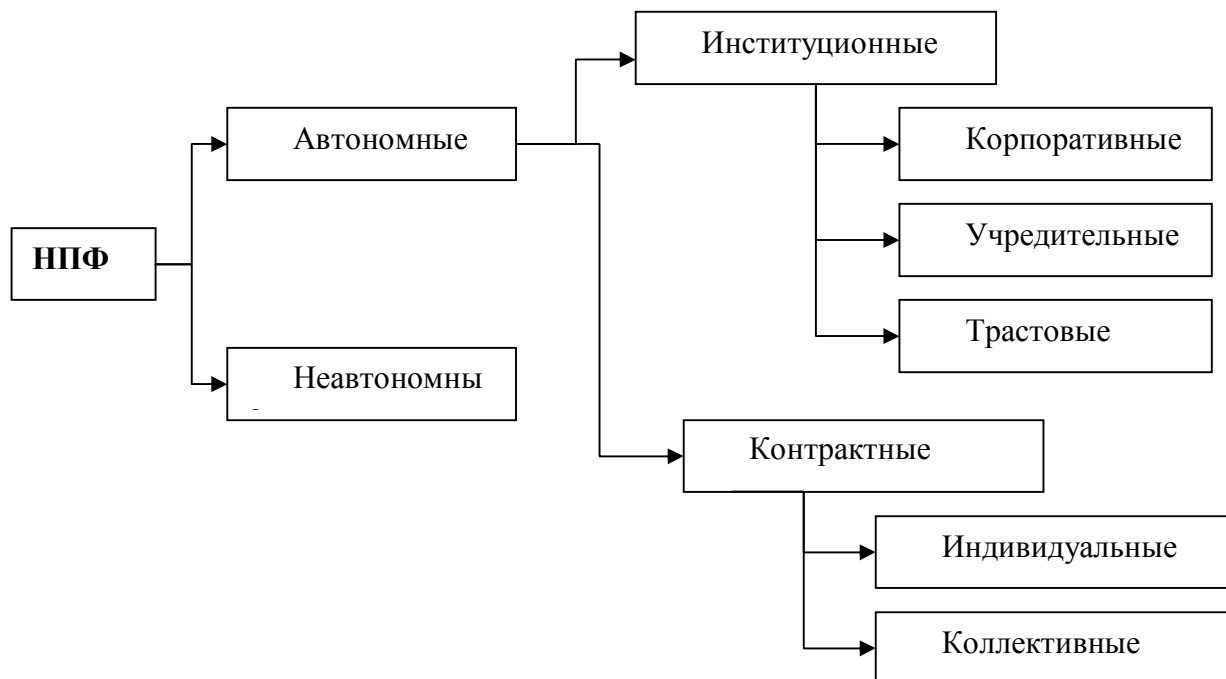 Институционные
Автономные
Корпоративные
Учредительные
НПФ
Трастовые
Неавтономны
Контрактные
Индивидуальные
Коллективные